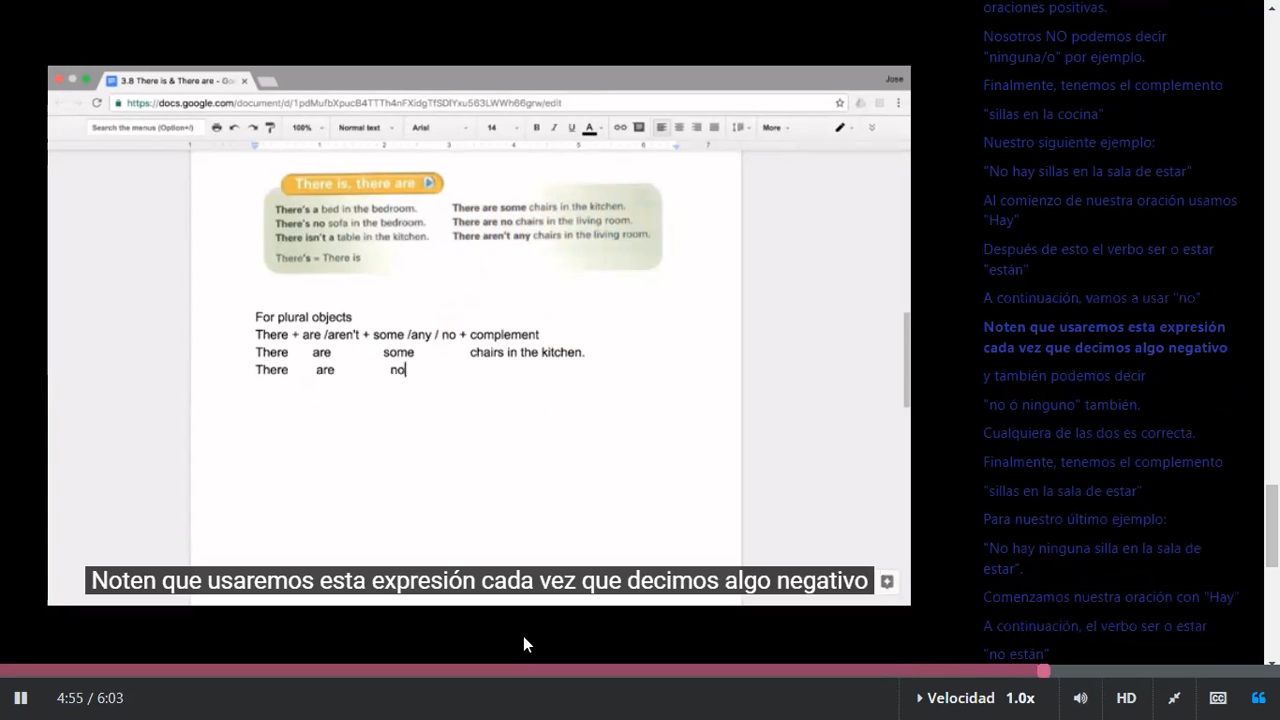 3.8 There is & There are - Go
Jose
https://docs.google.com/document/d/1pdMufbXpucB4TTTh4nFXidgTfSDlYxu563LWWh66grw/edit
Search the menus (Option+/)
100%
Normal text
Arial
14
B I U A
More
1 1 2 3 4 5 6 7
There is, there are
There's a bed in the bedroom.
There's no sofa in the bedroom.
There isn't a table in the kitchen.
There's = There is
There are some chairs in the kitchen.
There are no chairs in the living room.
There aren't any chairs in the living room.
For plural objects
There + are /aren't + some /any / no + complement
There are some chairs in the kitchen.
There are no
Noten que usaremos esta expresión cada vez que decimos algo negativo
oraciones positivas.
Nosotros NO podemos decir
"ninguna/o" por ejemplo.
Finalmente, tenemos el complemento
"sillas en la cocina"
Nuestro siguiente ejemplo:
"No hay sillas en la sala de estar"
Al comienzo de nuestra oración usamos
"Hay"
Después de esto el verbo ser o estar
"están"
A continuación, vamos a usar "no"
Noten que usaremos esta expresión
cada vez que decimos algo negativo
y también podemos decir
"no ó ninguno" también.
Cualquiera de las dos es correcta.
Finalmente, tenemos el complemento
"sillas en la sala de estar"
Para nuestro último ejemplo:
"No hay ninguna silla en la sala de
estar".
Comenzamos nuestra oración con "Hay"
A continuación, el verbo ser o estar
"no están"
4:55 / 6:03
Velocidad 1.0x
HD
CC